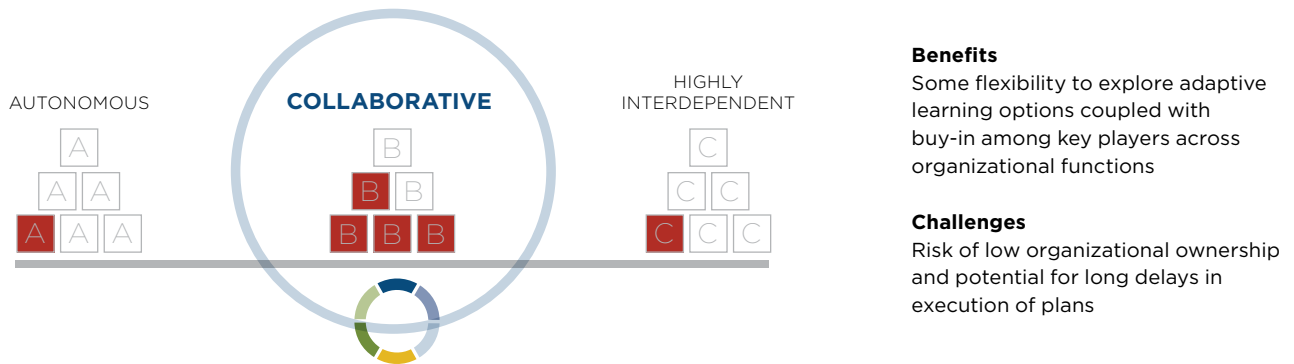 AUTONOMOUS
A
A A
A A A
COLLABORATIVE
B
B B
B B B
HIGHLY
INTERDEPENDENT
C
C C
C C C
Benefits
Some flexibility to explore adaptive
learning options coupled with
buy-in among key players across
organizational functions
Challenges
Risk of low organizational ownership
and potential for long delays in
execution of plans